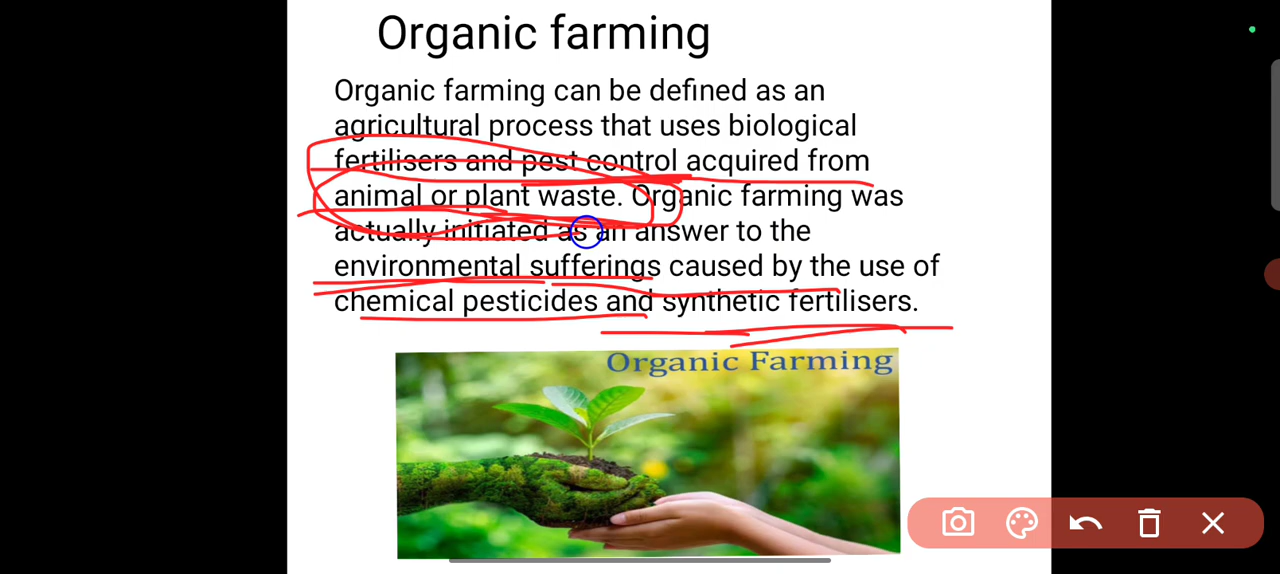 Organic farming
Organic farming can be defined as an
agricultural process that uses biological
fertilisers and pest control acquired from
animal or plant waste. Organic farming was
actually initiated as an answer to the
environmental sufferings caused by the use of
chemical pesticides and synthetic fertilisers.
Organic Farming